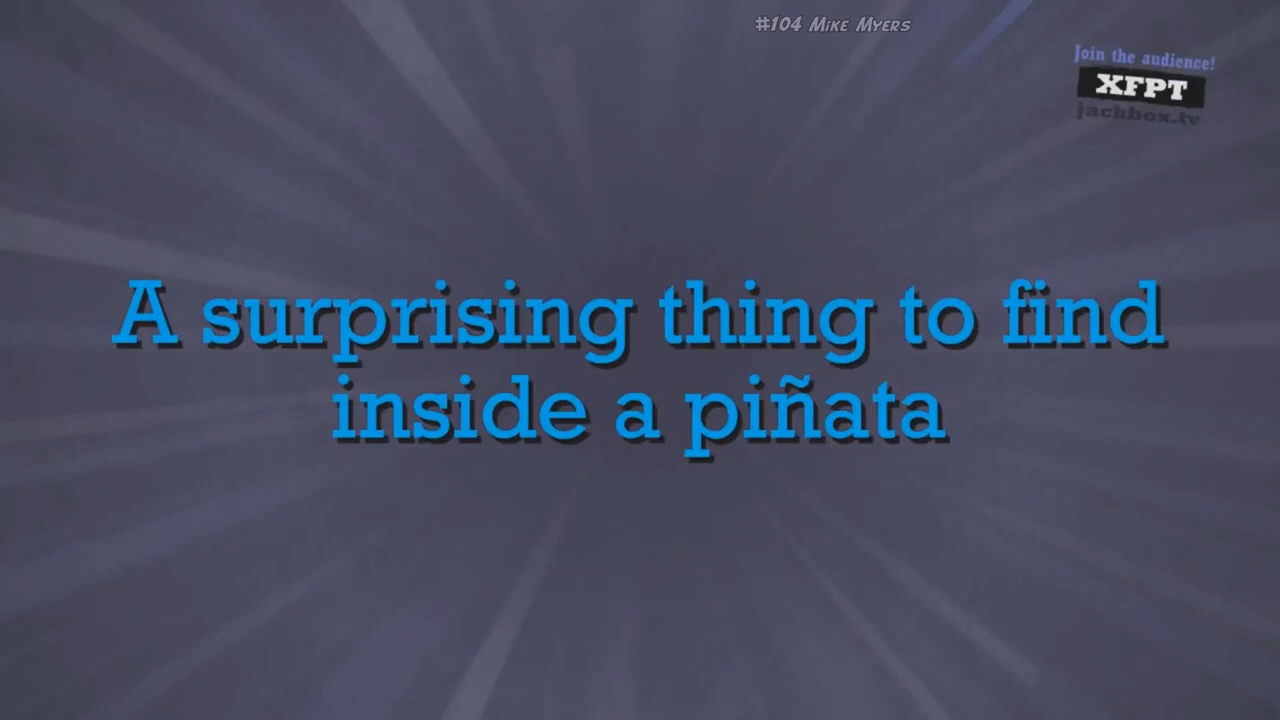 #104 Mike Myers
Join the audience!
XFPT
jackbox.tv
A surprising thing to find
inside a piñata